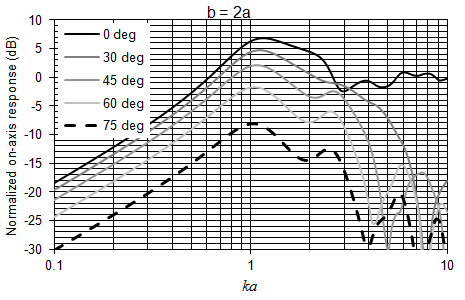 b = 2a
Normalized on-axis response (dB)
10
5
0
-5
-10
-15
-20
-25
-30
0 deg
30 deg
45 deg
60 deg
75 deg
0.1
1
10
ka